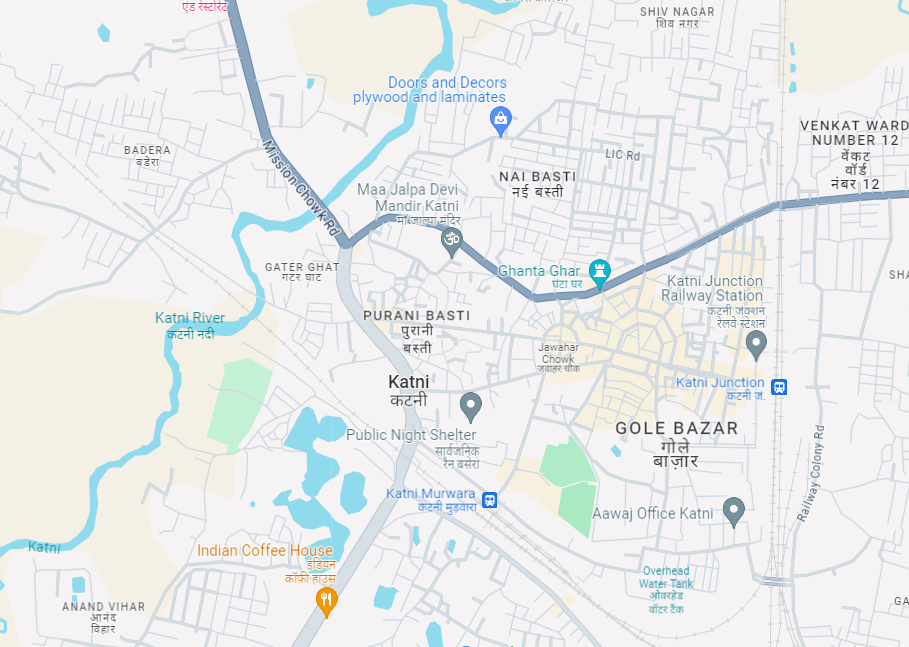 एंड रेस्टोरेंट
SHIV NAGAR
शिव नगर
Doors and Decors
plywood and laminates
VENKAT WARD
NUMBER 12
वेंकट
वॉर्ड
नंबर 12
BADERA
बडेरा
Mission Chowk Rd
LIC Rd
NAI BASTI
नई बस्ती
Maa Jalpa Devi
Mandir Katni
माँ जालपा मंदिर
GATER GHAT
गटर घाट
Ghanta Ghar
घंटा घर
Katni Junction
Railway Station
कटनी जंक्शन
रेलवे स्टेशन
Katni River
कटनी नदी
PURANI BASTI
पुरानी
बस्ती
Jawahar
Chowk
जवाहर चौक
Katni
कटनी
Katni Junction
कटनी जं.
GOLE BAZAR
गोले
बाज़ार
Public Night Shelter
सार्वजनिक
रैन बसेरा
Railway Colony Rd
Katni Murwara
कटनी मुड़वारा
Aawaj Office Katni
Katni
Indian Coffee House
इंडियन
कॉफ़ी हाउस
Overhead
Water Tank
ओवरहेड
वॉटर टैंक
ANAND VIHAR
आनंद
विहार